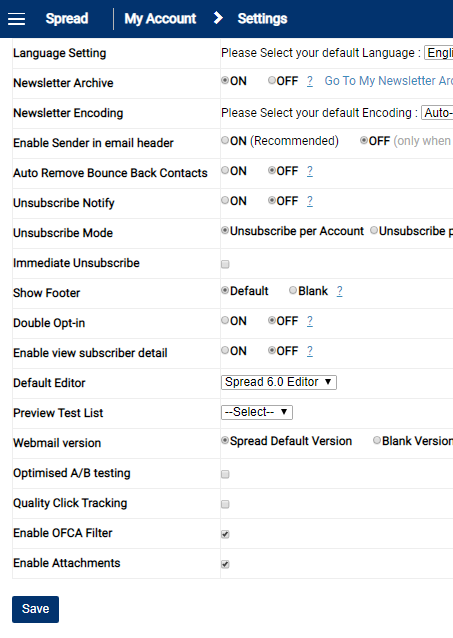 Spread My Account Settings
Language Setting Please Select your default Language :
Newsletter Archive ON OFF ? Go To My Newsletter
Newsletter Encoding Please Select your default Encoding : Auto-
Enable Sender in email header ON (Recommended) OFF (only when
Auto Remove Bounce Back Contacts ON OFF ?
Unsubscribe Notify ON OFF ?
Unsubscribe Mode Unsubscribe per Account Unsubscribe
Immediate Unsubscribe
Show Footer Default Blank ?
Double Opt-in ON OFF ?
Enable view subscriber detail ON OFF ?
Default Editor Spread 6.0 Editor
Preview Test List --Select--
Webmail version Spread Default Version Blank Version
Optimised A/B testing
Quality Click Tracking
Enable OFCA Filter
Enable Attachments
Save